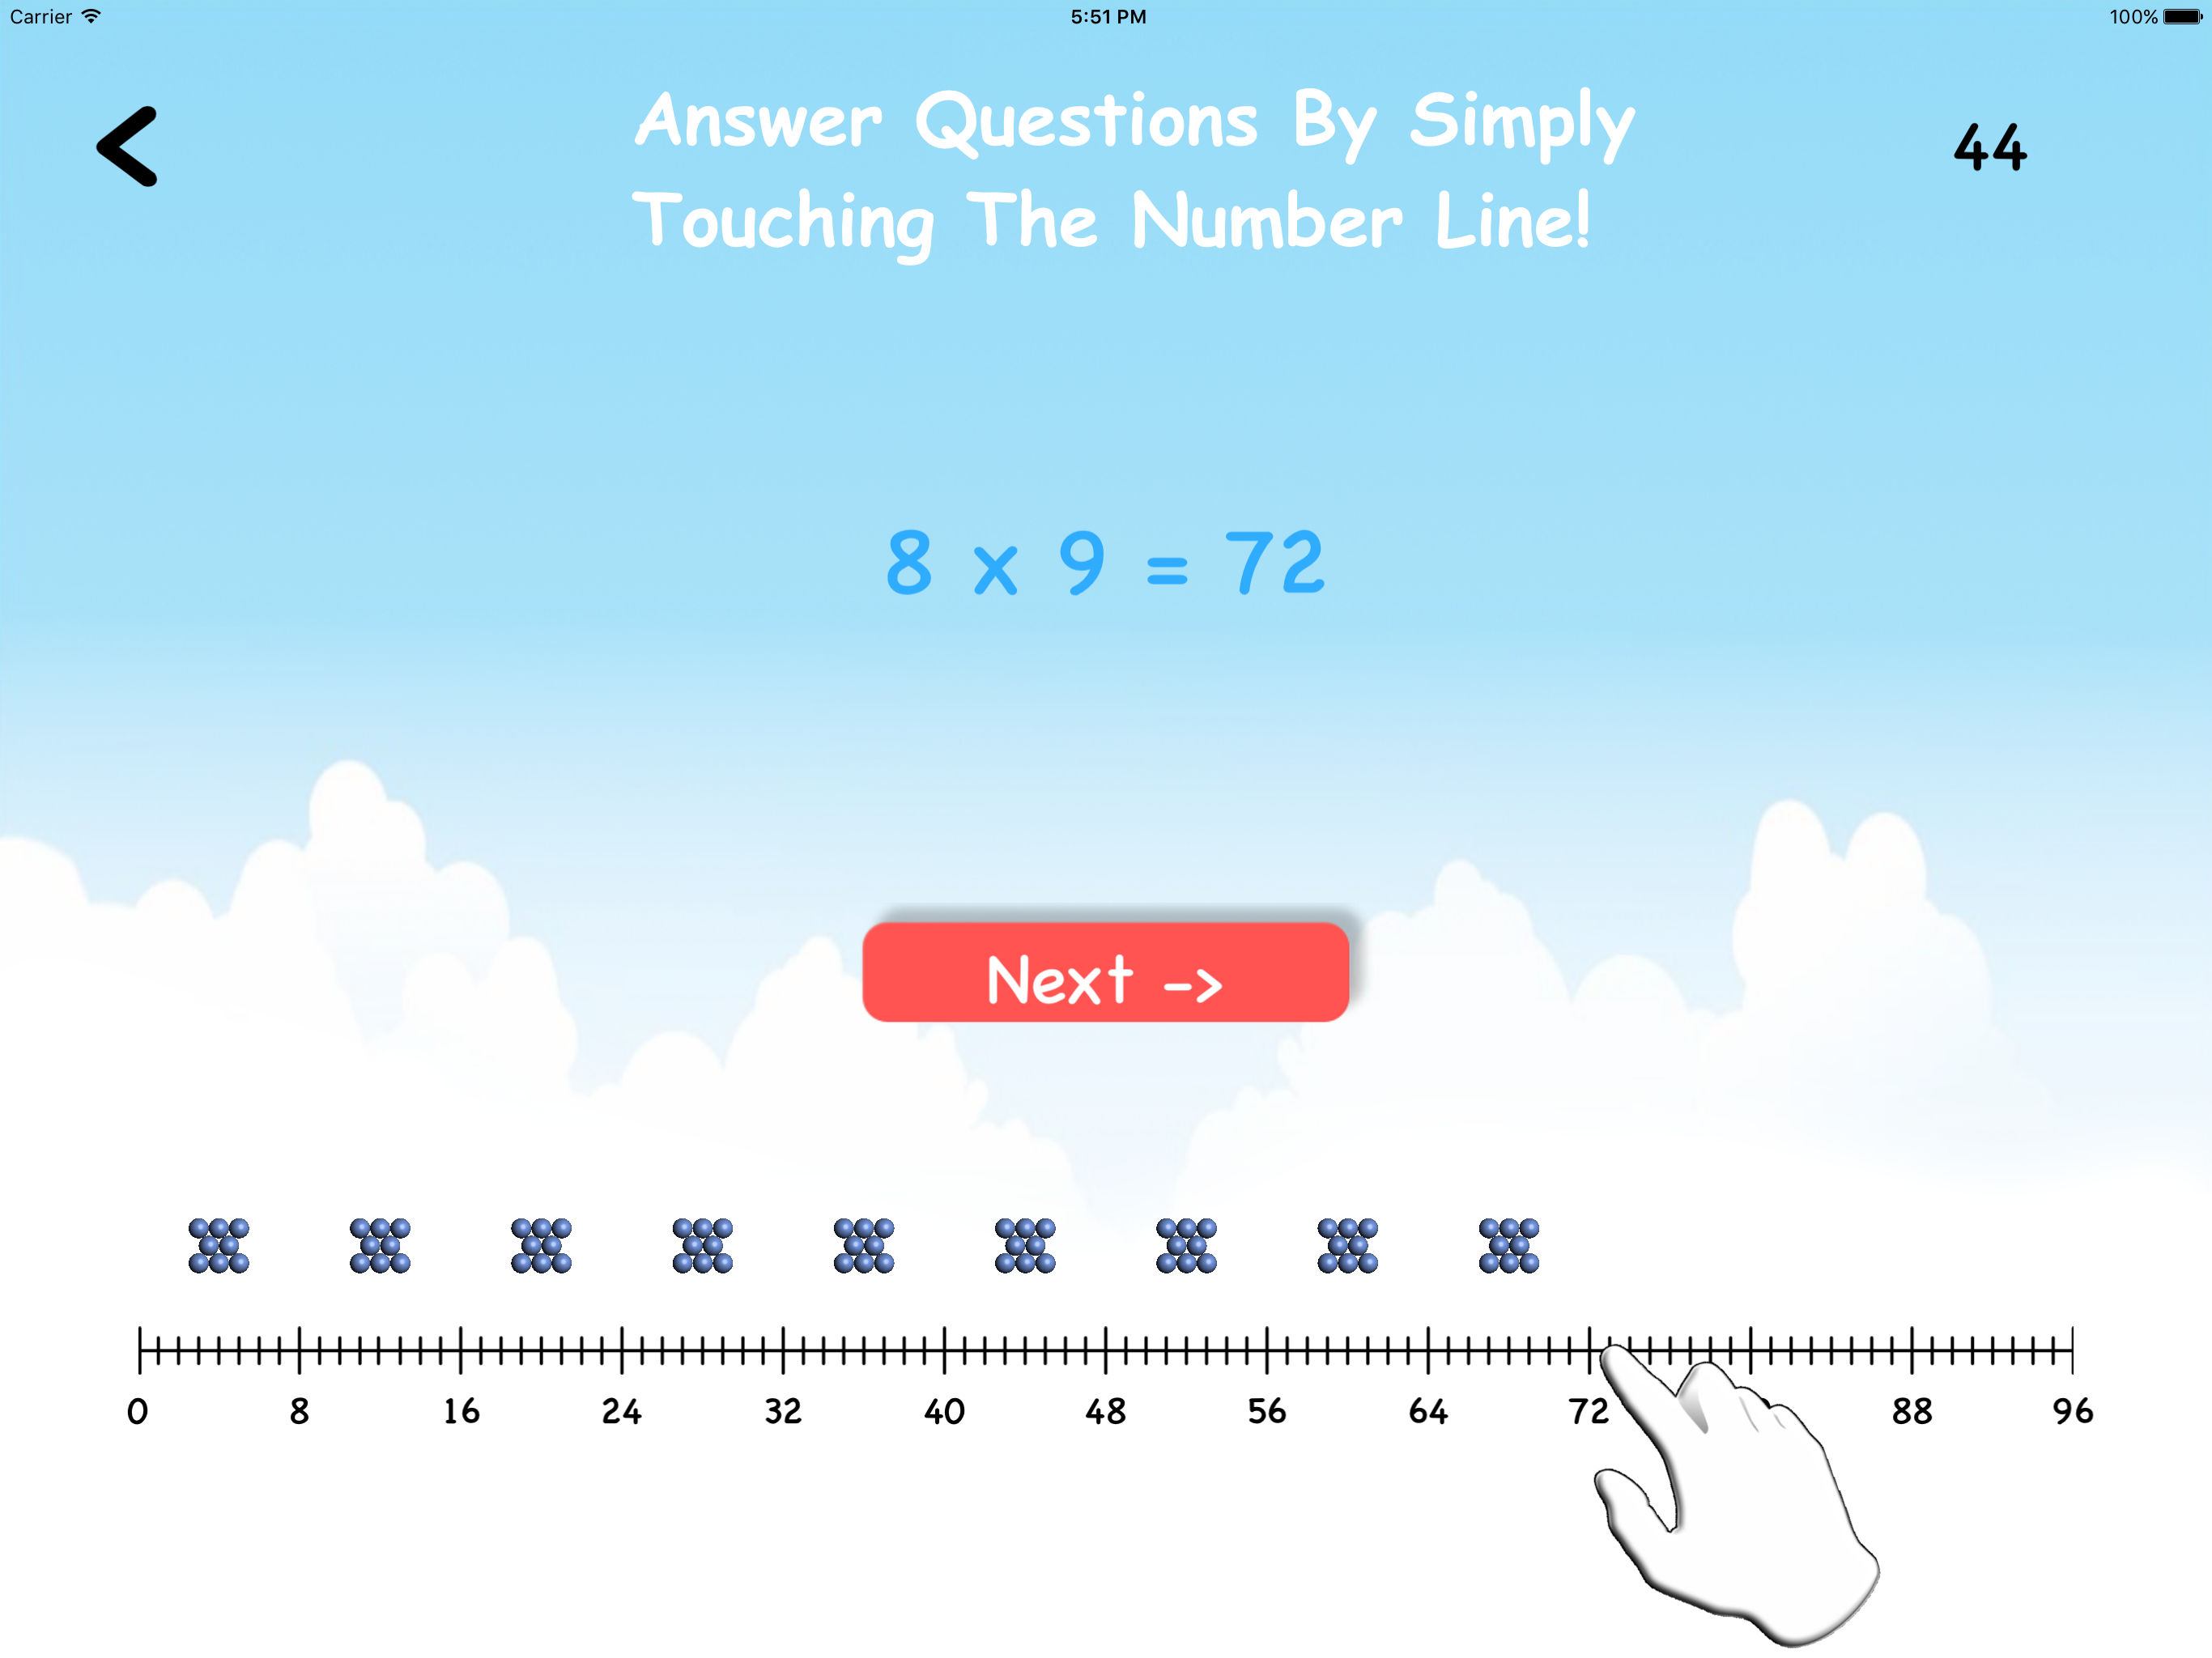 Carrier 5:51 PM 100%
Answer Questions By Simply
Touching The Number Line!
44
8 x 9 = 72
Next ->
0 8 16 24 32 40 48 56 64 72 88 96